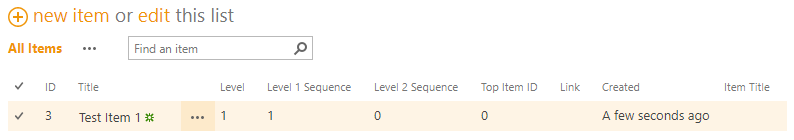 new item or edit this list
All Items ••• Find an item
ID Title Level Level 1 Sequence Level 2 Sequence Top Item ID Link Created Item Title
3 Test Item 1 ••• 1 1 0 0 A few seconds ago